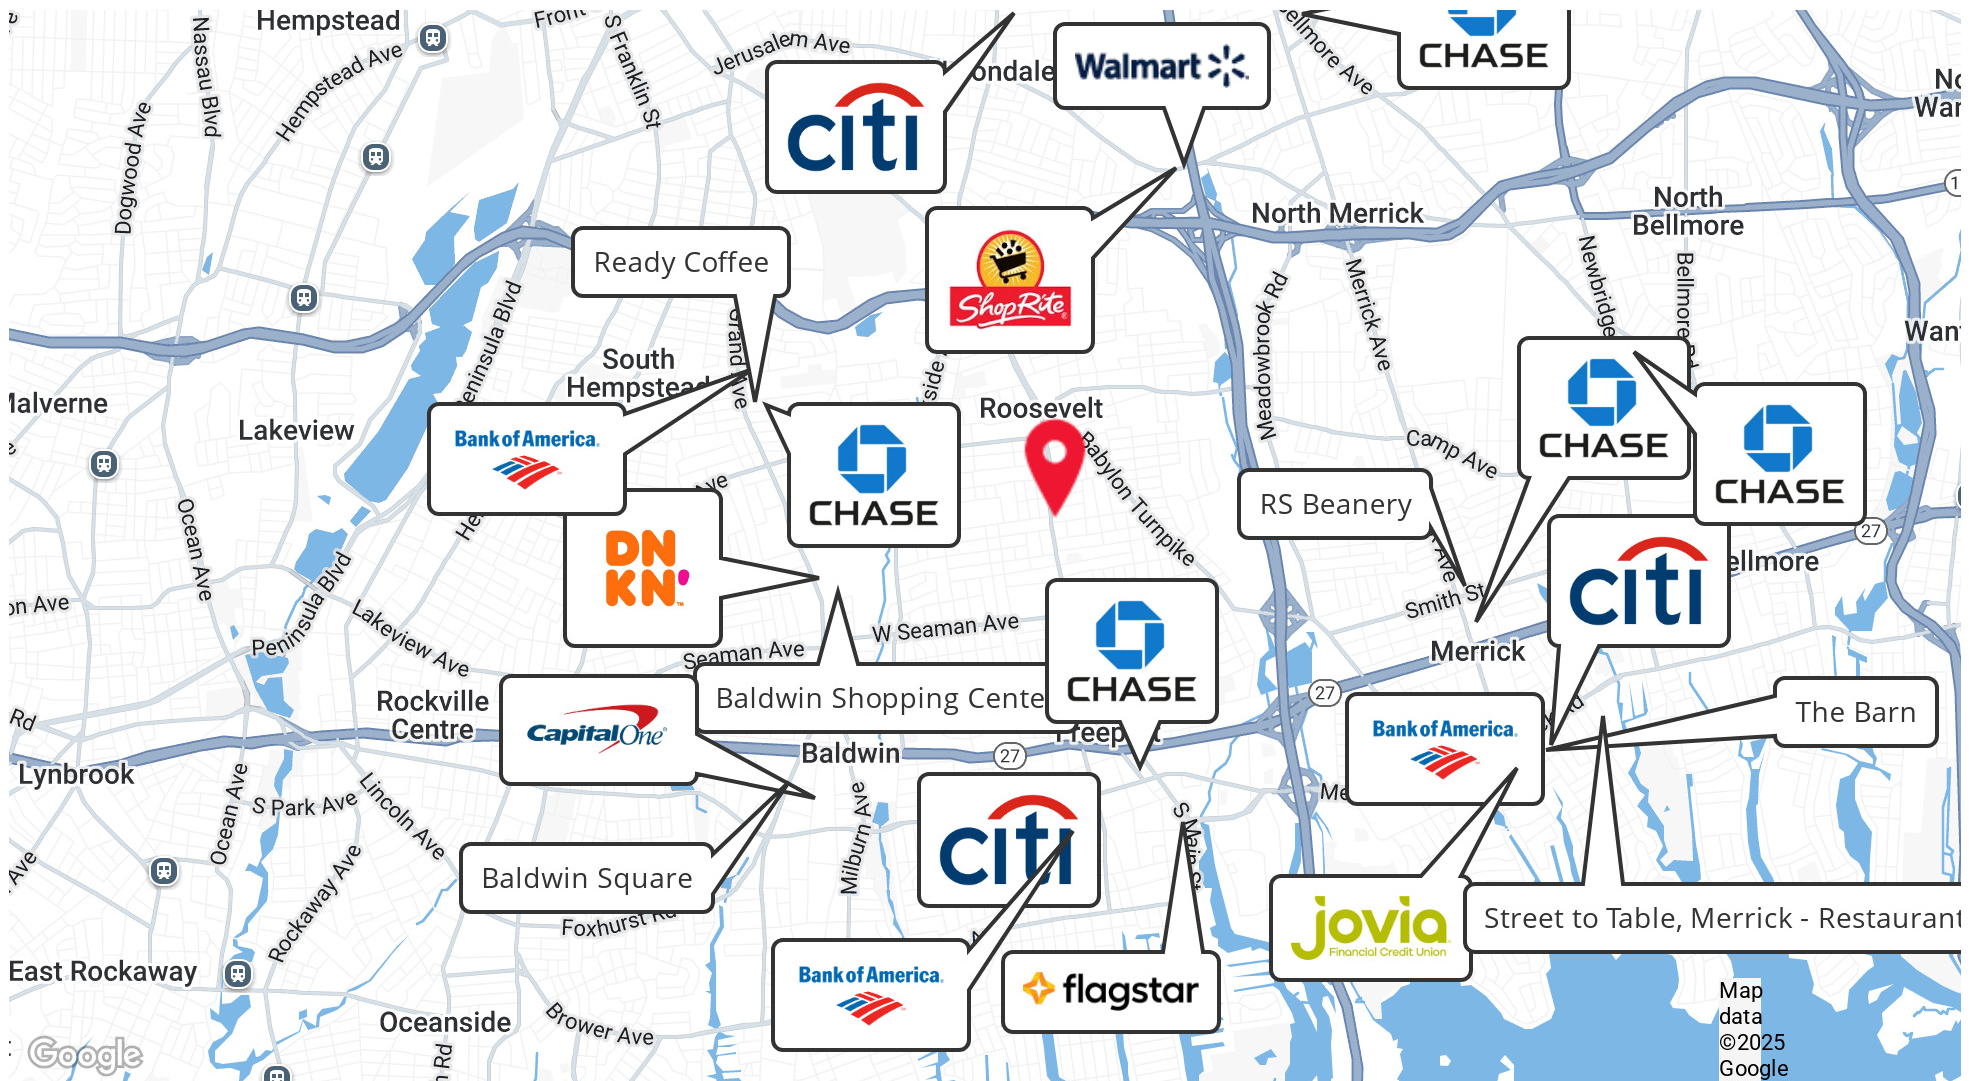 Hempstead
Front
Nassau Blvd
Hempstead Ave
S Franklin St
Jerusalem Ave
ondale
Walmart
ellmore Ave
CHASE
citi
Dogwood Ave
North Merrick
North
Bellmore
Ready Coffee
ShopRite
Peninsula Blvd
Grand Ave
South
Hempstead
Meadowbrook Rd
Merrick Ave
Newbridge
Bellmore Rd
Malverne
Lakeview
Bank of America
CHASE
Roosevelt
Babylon Turnpike
Camp Ave
CHASE
CHASE
RS Beanery
27
DN
KN'
Ocean Ave
Peninsula Blvd
Lakeview Ave
W Seaman Ave
Seaman Ave
CHASE
Smith St
citi
ellmore
Merrick
27
Baldwin Shopping Cente
Rockville
Centre
Capital One
Bank of America
The Barn
Rd
Lynbrook
Baldwin
27
Freeport
S Park Ave
Ocean Ave
Lincoln Ave
Rockaway Ave
Milburn Ave
citi
S Main St
Baldwin Square
Foxhurst Rd
jovia
Financial Credit Union
Street to Table, Merrick - Restaurant
East Rockaway
Bank of America
flagstar
Oceanside
Brower Ave
Google
Map
data
©2025
Google